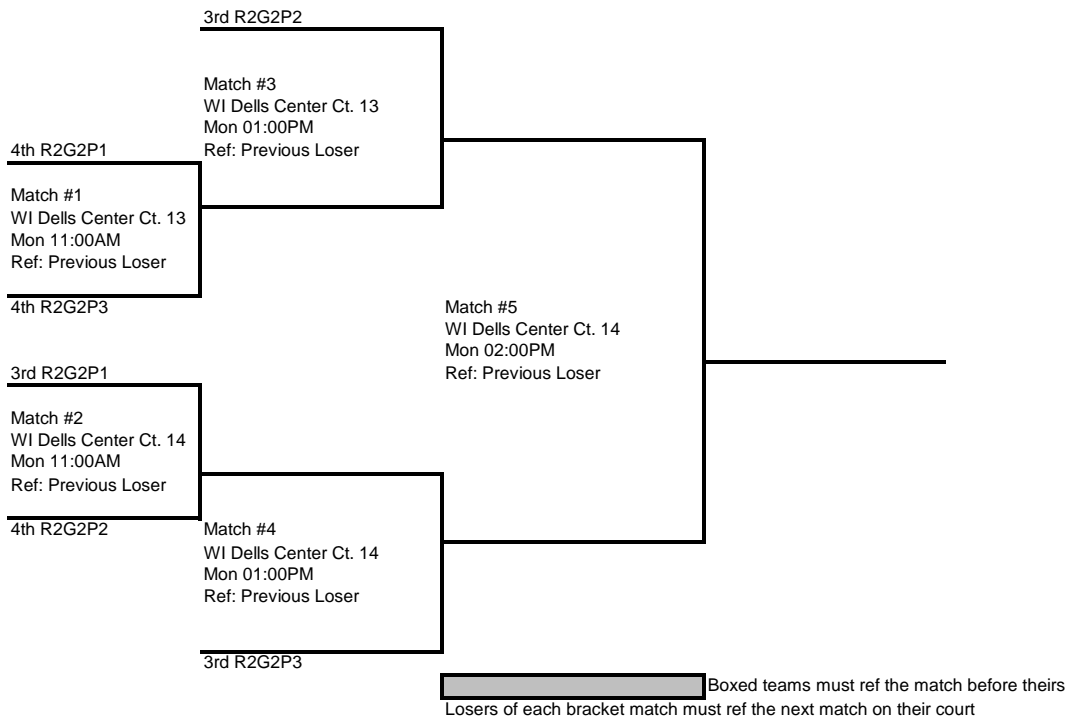 3rd R2G2P2
Match #3
WI Dells Center Ct. 13
Mon 01:00PM
Ref: Previous Loser
4th R2G2P1
Match #1
WI Dells Center Ct. 13
Mon 11:00AM
Ref: Previous Loser
4th R2G2P3
Match #5
WI Dells Center Ct. 14
Mon 02:00PM
Ref: Previous Loser
3rd R2G2P1
Match #2
WI Dells Center Ct. 14
Mon 11:00AM
Ref: Previous Loser
4th R2G2P2
Match #4
WI Dells Center Ct. 14
Mon 01:00PM
Ref: Previous Loser
3rd R2G2P3
Boxed teams must ref the match before theirs
Losers of each bracket match must ref the next match on their court